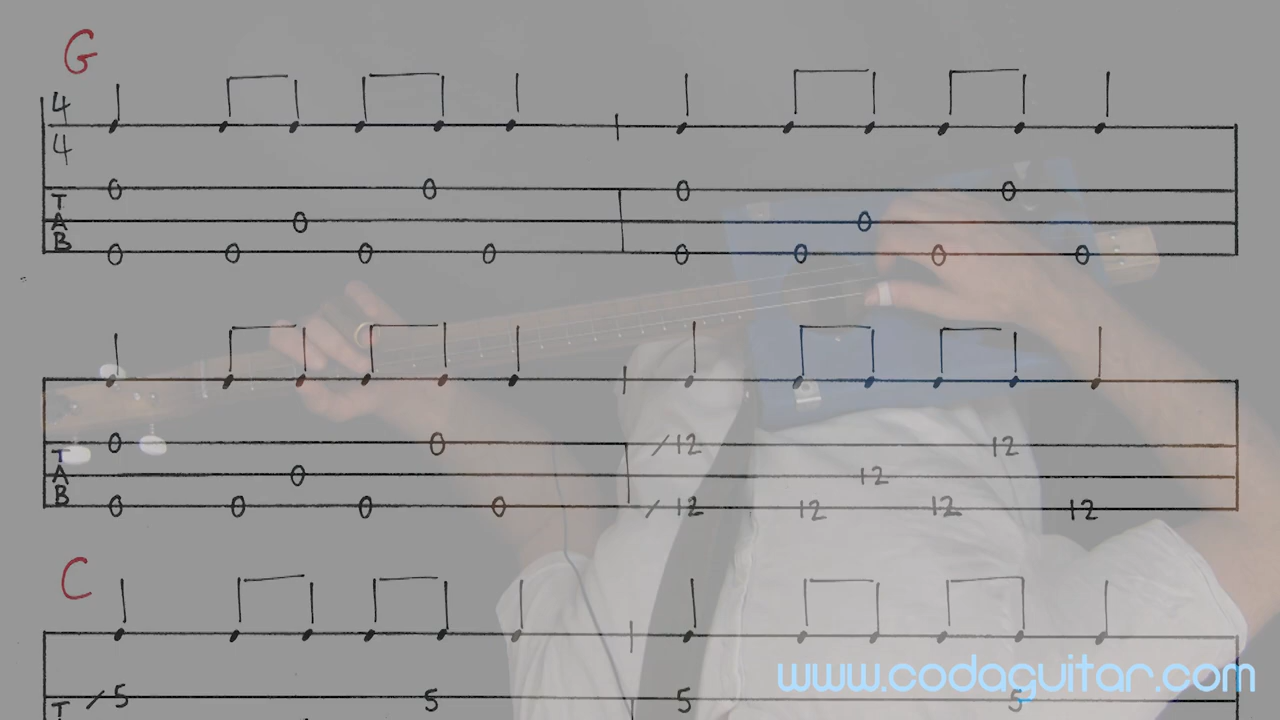 G
4
4
T 0 0 0 0
A 0 0
B 0 0 0 0 0 0
T 0 0 /12 12
A 0 12
B 0 0 0 0 /12 12 12 12
C
T /5 5 5 5
www.codaguitar.com